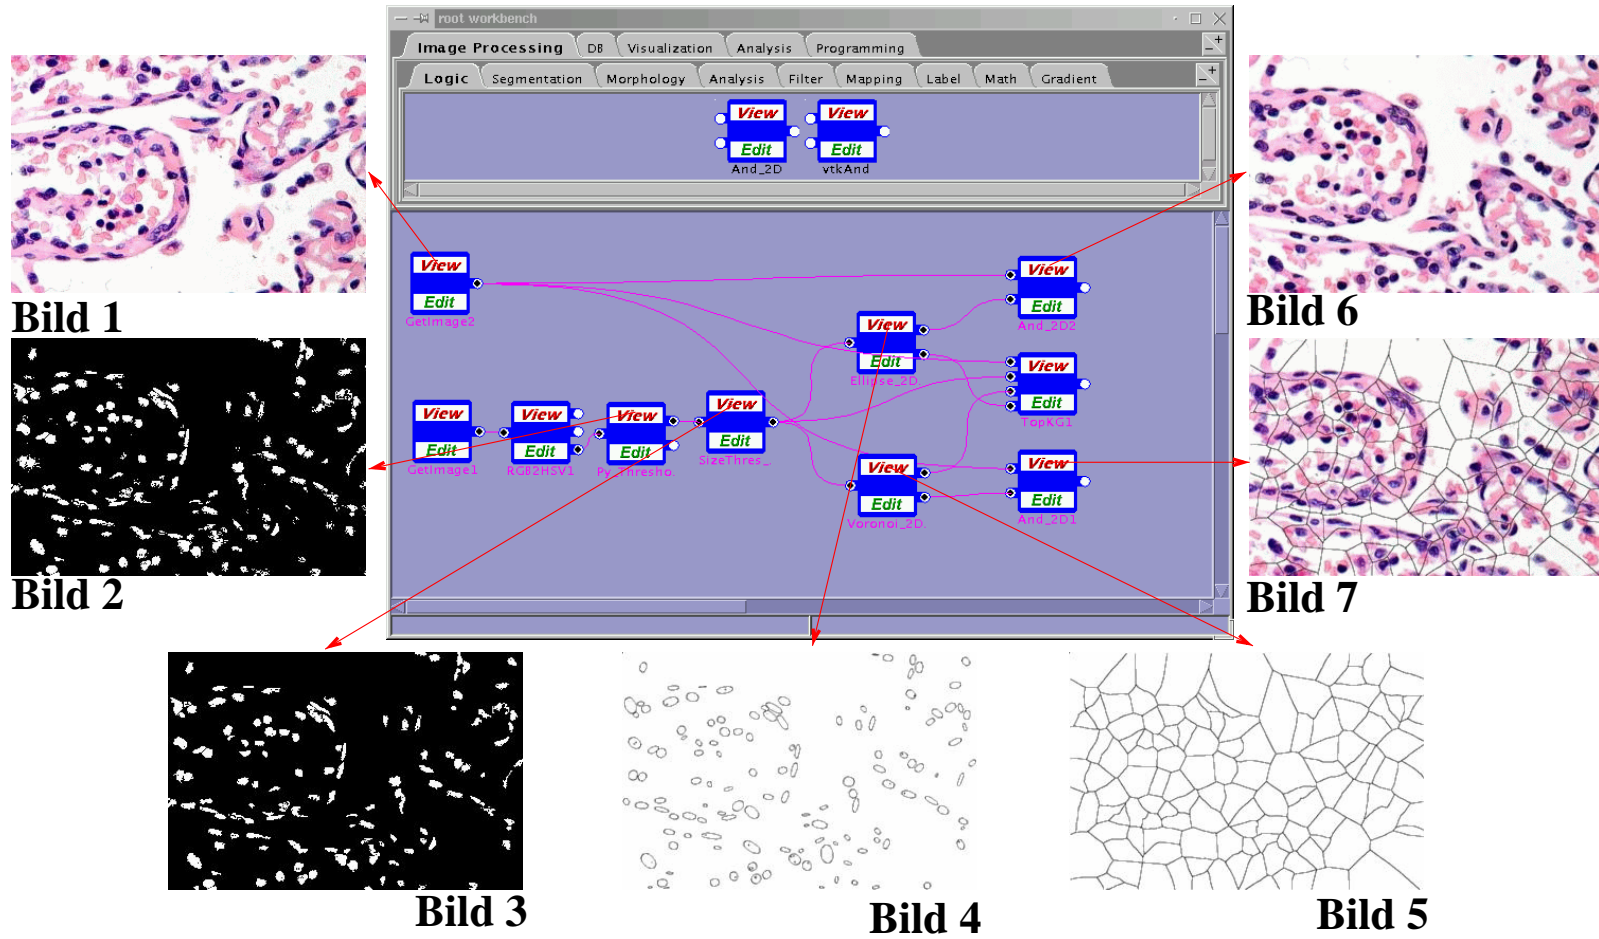 root workbench
Image Processing DB Visualization Analysis Programming
Logic Segmentation Morphology Analysis Filter Mapping Label Math Gradient
View View
Edit Edit
And_2D vtkAnd
View
Edit
GetImage2
View
Edit
And_2D2
View
Edit
Ellipse_2D.
View
Edit
TopKG1
View
Edit
GetImage1
View
Edit
RGB2HSV1
View
Edit
Py_Thresho.
View
Edit
SizeThres_.
View
Edit
Voronoi_2D.
View
Edit
And_2D1
Bild 1
Bild 2
Bild 3
Bild 4
Bild 5
Bild 6
Bild 7